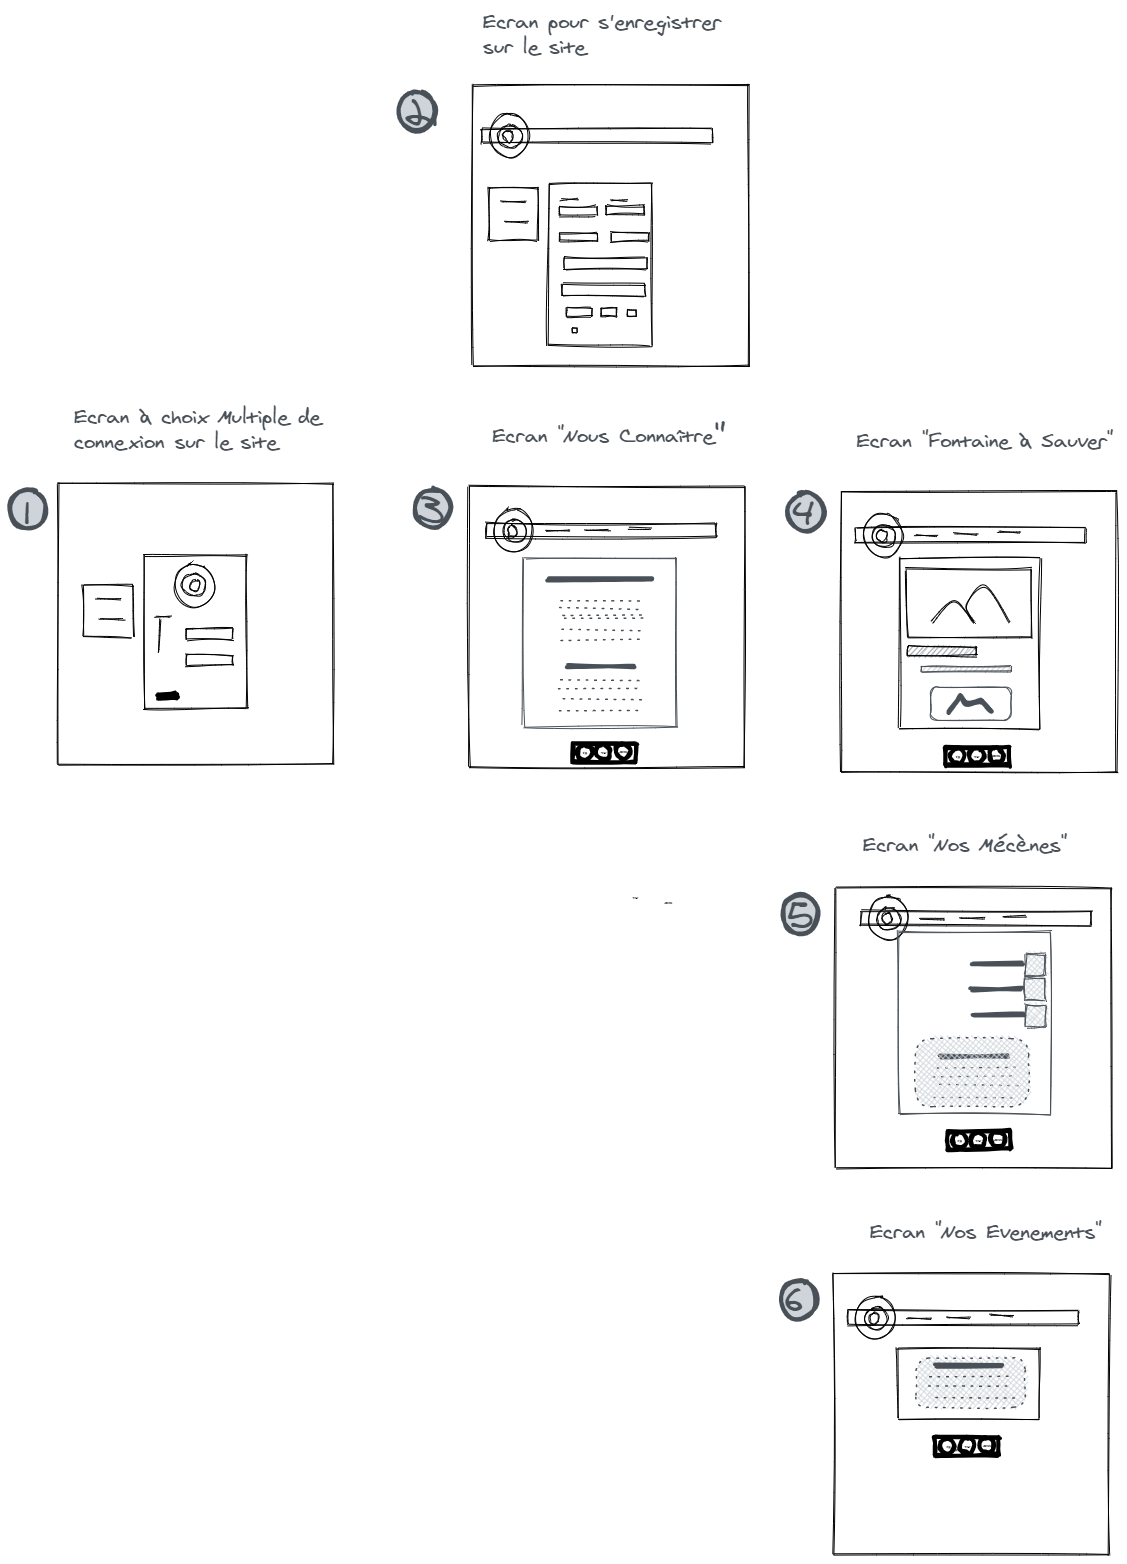 Ecran pour s'enregistrer
sur le site
2
Ecran à choix Multiple de
connexion sur le site
1
Ecran "Nous Connaître"
3
Ecran "Fontaine à Sauver"
4
Ecran "Nos Mécènes"
5
Ecran "Nos Evenements"
6